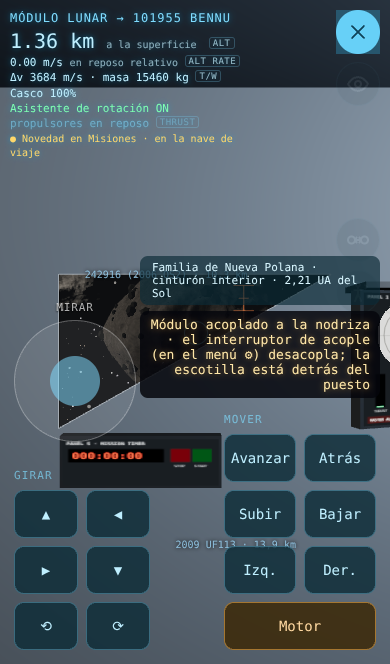 MÓDULO LUNAR → 101955 BENNU
1.36 km a la superficie ALT
0.00 m/s en reposo relativo ALT RATE
Δv 3684 m/s · masa 15460 kg T/W
Casco 100%
Asistente de rotación ON
propulsores en reposo THRUST
● Novedad en Misiones · en la nave de
viaje
Familia de Nueva Polana ·
cinturón interior · 2,21 UA del
Sol
242916 (20
MIRAR
Módulo acoplado a la nodriza
· el interruptor de acople
(en el menú ⚙) desacopla; la
escotilla está detrás del
puesto
MOVER
MISSION TIMER
000:00:00
GIRAR
Avanzar Atrás
▲ ◄ Subir Bajar
2009 UF113 · 13.9 km
► ▼ Izq. Der.
⟲ ⟳ Motor